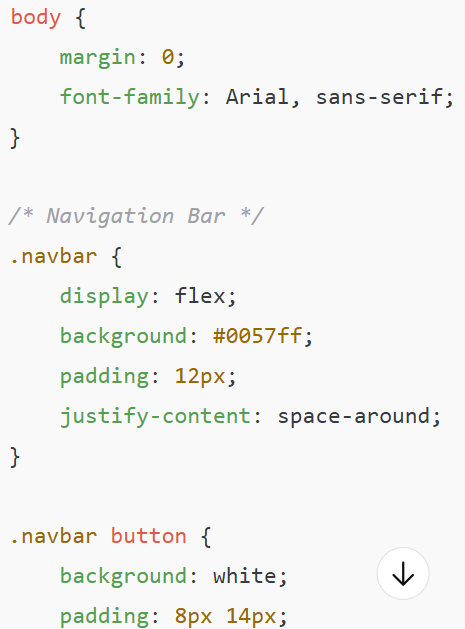 body {
    margin: 0;
    font-family: Arial, sans-serif;
}

/* Navigation Bar */
.navbar {
    display: flex;
    background: #0057ff;
    padding: 12px;
    justify-content: space-around;
}

.navbar button {
    background: white;
    padding: 8px 14px;